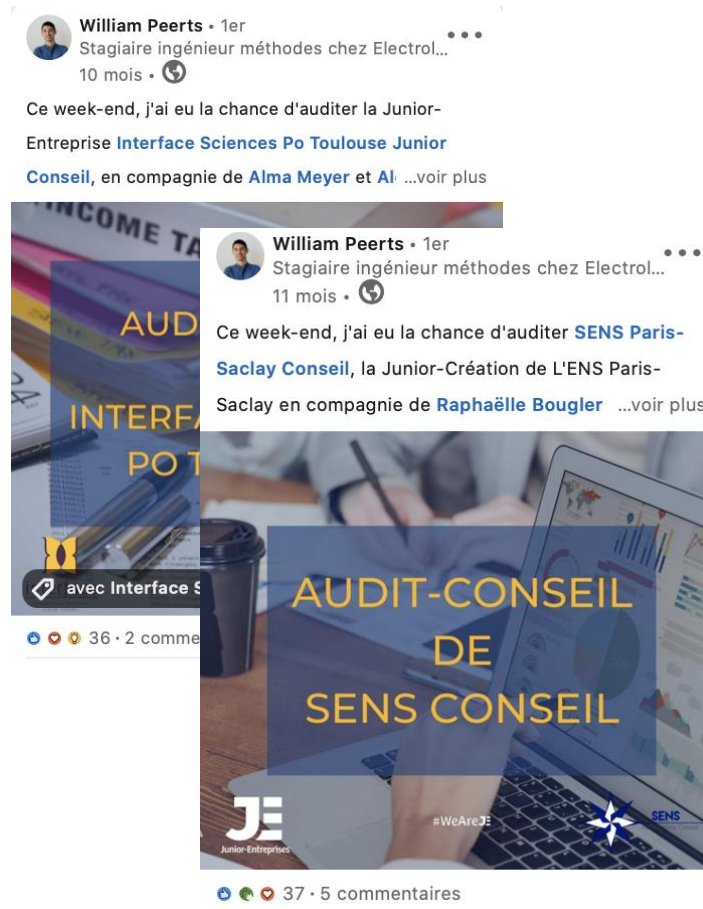 William Peerts • 1er
Stagiaire ingénieur méthodes chez Electrol...
10 mois •
Ce week-end, j'ai eu la chance d'auditer la Junior-
Entreprise Interface Sciences Po Toulouse Junior
Conseil, en compagnie de Alma Meyer et Al ...voir plus
INCOME TA
AUD
INTERFA
PO T
avec Interface S
36 · 2 comme
William Peerts • 1er
Stagiaire ingénieur méthodes chez Electrol...
11 mois •
Ce week-end, j'ai eu la chance d'auditer SENS Paris-
Saclay Conseil, la Junior-Création de L'ENS Paris-
Saclay en compagnie de Raphaëlle Bougler ...voir plus
AUDIT-CONSEIL
DE
SENS CONSEIL
JE
Junior-Entreprises
#WeAreJE
SENS
37 · 5 commentaires